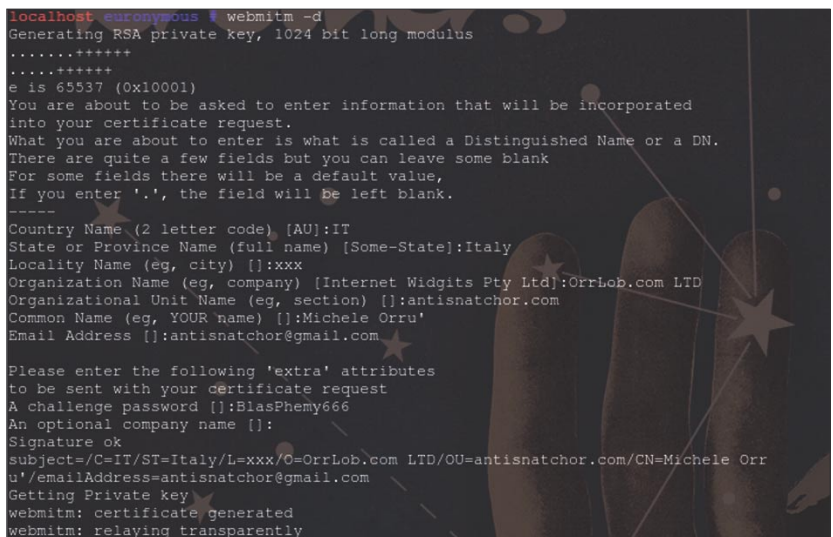 localhost euronymous # webmitm -d
Generating RSA private key, 1024 bit long modulus
.......++++++
.....++++++
e is 65537 (0x10001)
You are about to be asked to enter information that will be incorporated
into your certificate request.
What you are about to enter is what is called a Distinguished Name or a DN.
There are quite a few fields but you can leave some blank
For some fields there will be a default value,
If you enter '.', the field will be left blank.
-----
Country Name (2 letter code) [AU]:IT
State or Province Name (full name) [Some-State]:Italy
Locality Name (eg, city) []:xxx
Organization Name (eg, company) [Internet Widgits Pty Ltd]:OrrLob.com LTD
Organizational Unit Name (eg, section) []:antisnatchor.com
Common Name (eg, YOUR name) []:Michele Orru'
Email Address []:antisnatchor@gmail.com
Please enter the following 'extra' attributes
to be sent with your certificate request
A challenge password []:BlasPhemy666
An optional company name []:
Signature ok
subject=/C=IT/ST=Italy/L=xxx/O=OrrLob.com LTD/OU=antisnatchor.com/CN=Michele Orr
u'/emailAddress=antisnatchor@gmail.com
Getting Private key
webmitm: certificate generated
webmitm: relaying transparently